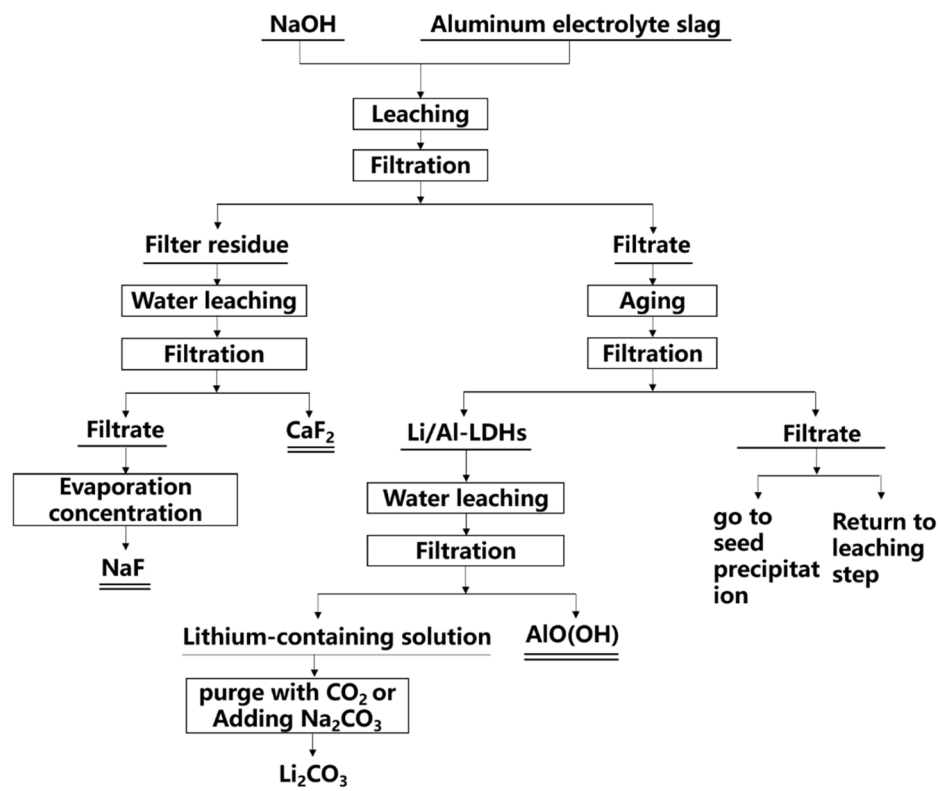 NaOH
Aluminum electrolyte slag
Leaching
Filtration
Filter residue
Filtrate
Water leaching
Aging
Filtration
Filtration
Filtrate
CaF₂
Li/Al-LDHs
Filtrate
Evaporation
concentration
Water leaching
go to
seed
precipitat
ion
Return to
leaching
step
Filtration
NaF
Lithium-containing solution
AlO(OH)
purge with CO₂ or
Adding Na₂CO₃
Li₂CO₃